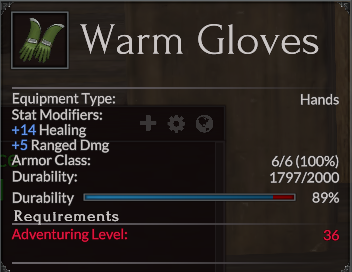 Warm Gloves
Equipment Type: Hands
Stat Modifiers:
+14 Healing
+5 Ranged Dmg
Armor Class: 6/6 (100%)
Durability: 1797/2000
Durability 89%
Requirements
Adventuring Level: 36